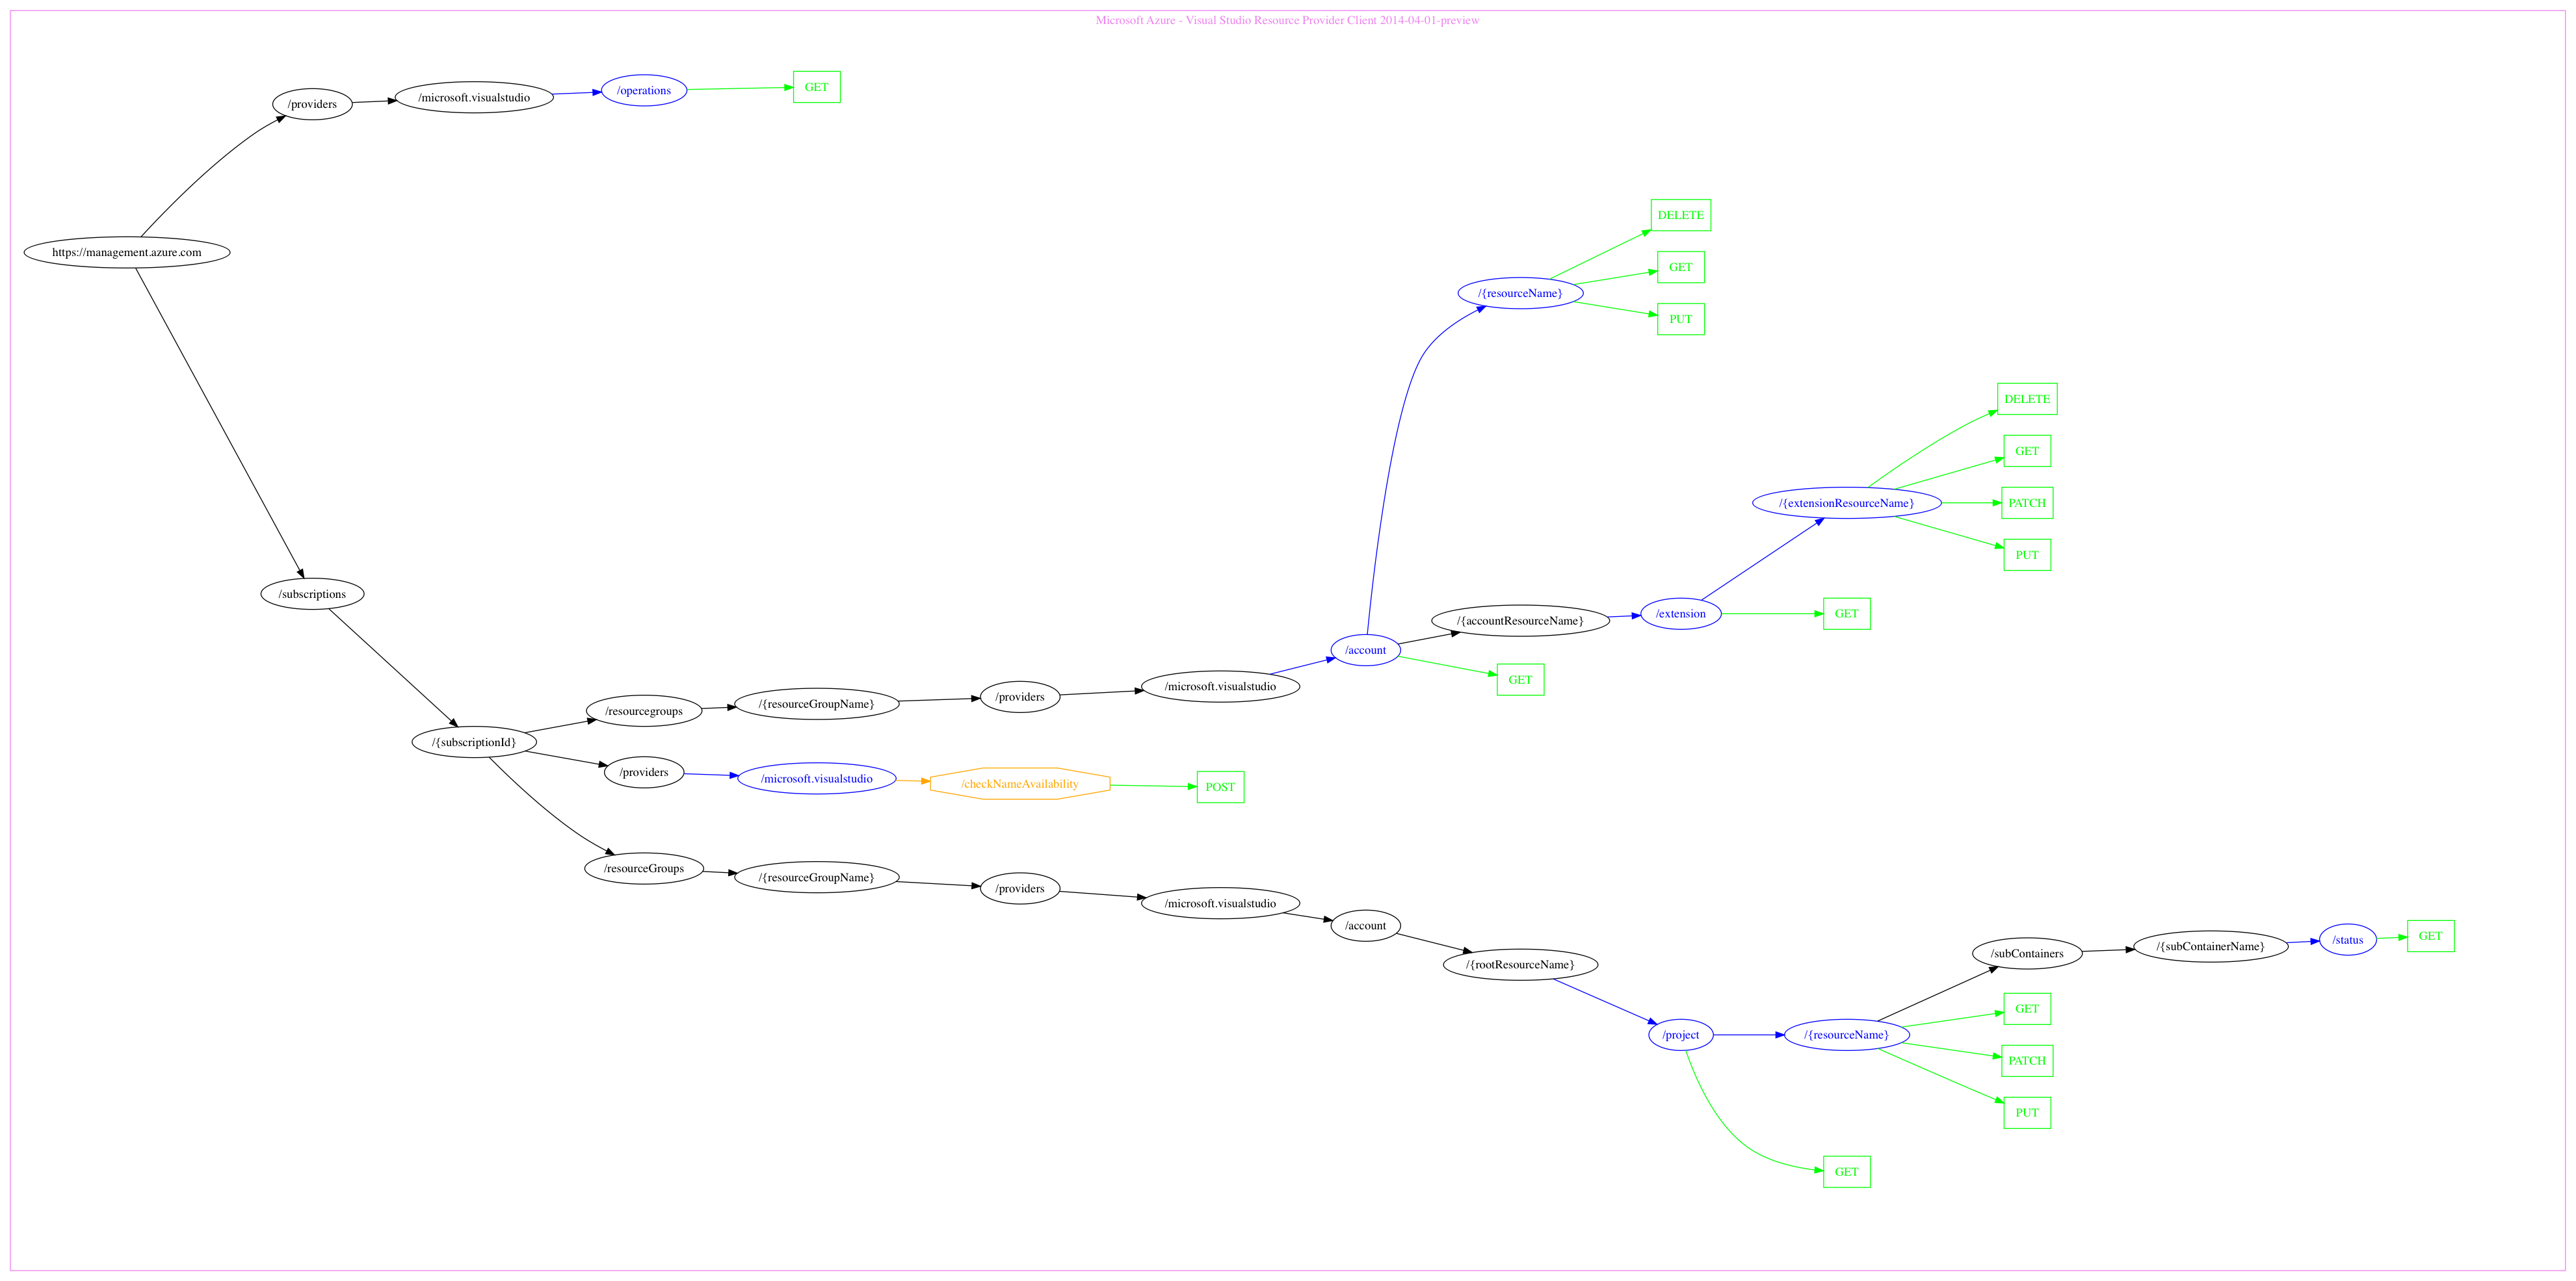 Microsoft Azure - Visual Studio Resource Provider Client 2014-04-01-preview
/providers
/microsoft.visualstudio
/operations
GET
https://management.azure.com
DELETE
GET
/{resourceName}
PUT
DELETE
GET
/{extensionResourceName}
PATCH
PUT
/subscriptions
/{accountResourceName}
/extension
GET
/account
GET
/resourcegroups
/{resourceGroupName}
/providers
/microsoft.visualstudio
/{subscriptionId}
/providers
/microsoft.visualstudio
/checkNameAvailability
POST
/resourceGroups
/{resourceGroupName}
/providers
/microsoft.visualstudio
/account
/{rootResourceName}
/subContainers
/{subContainerName}
/status
GET
/project
/{resourceName}
GET
PATCH
PUT
GET